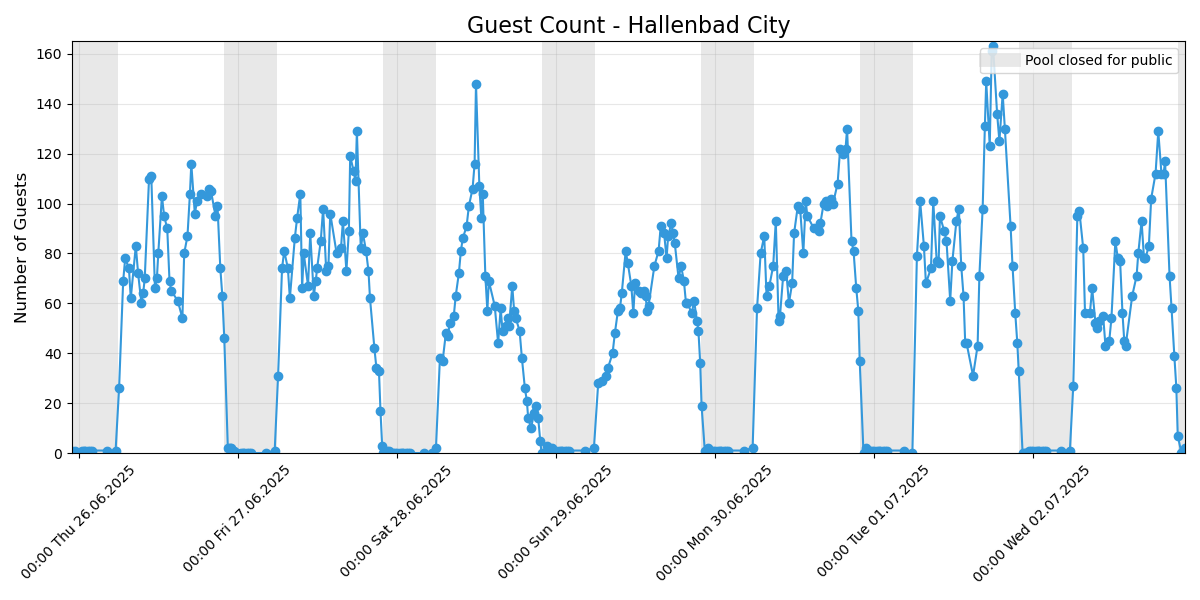 Guest Count - Hallenbad City
Pool closed for public
Number of Guests
160
140
120
100
80
60
40
20
0
00:00 Thu 26.06.2025
00:00 Fri 27.06.2025
00:00 Sat 28.06.2025
00:00 Sun 29.06.2025
00:00 Mon 30.06.2025
00:00 Tue 01.07.2025
00:00 Wed 02.07.2025